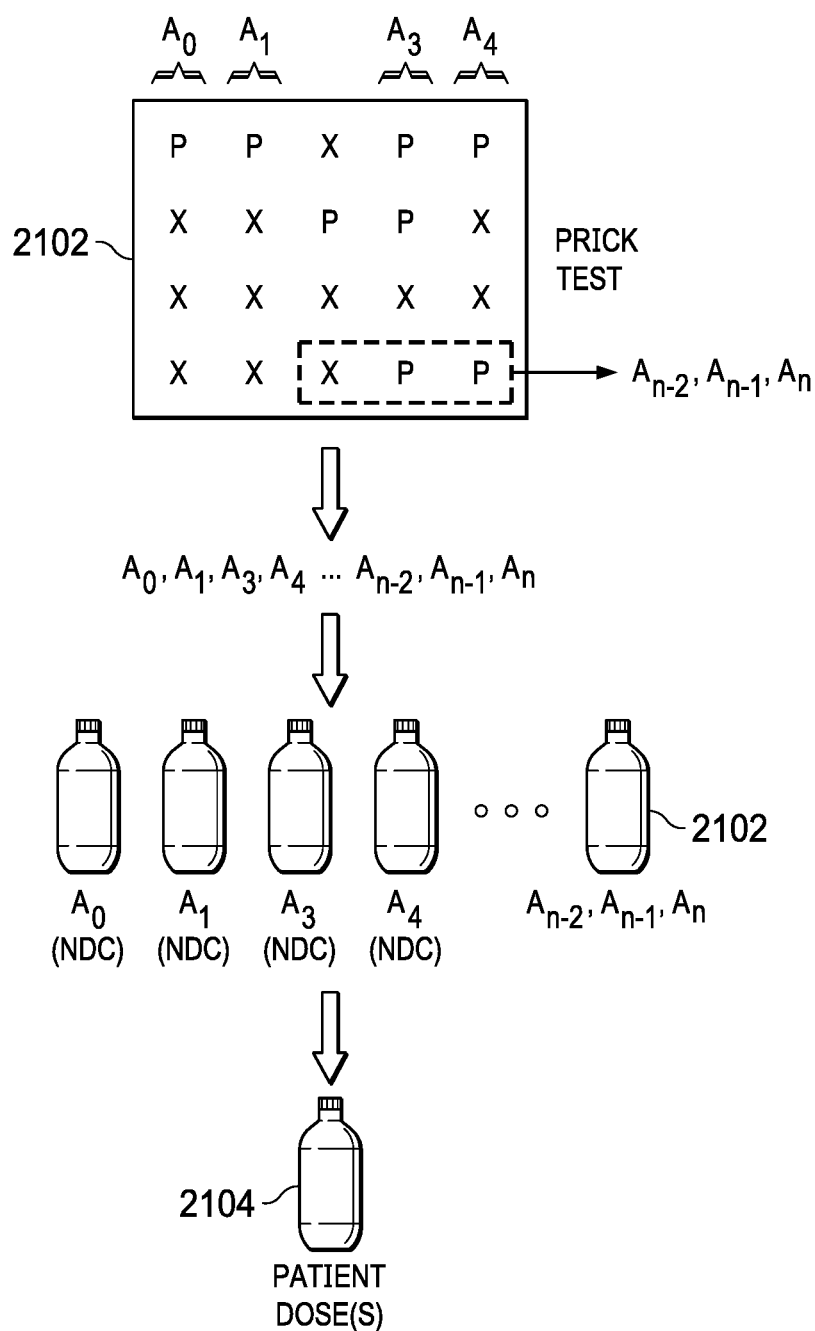 A0 A1 A3 A4
P P X P P
X X P P X
2102
PRICK
TEST
X X X X X
X X X P P
An-2, An-1, An
A0, A1, A3, A4 ... An-2, An-1, An
2102
A0 A1 A3 A4 An-2, An-1, An
(NDC) (NDC) (NDC) (NDC)
2104
PATIENT
DOSE(S)